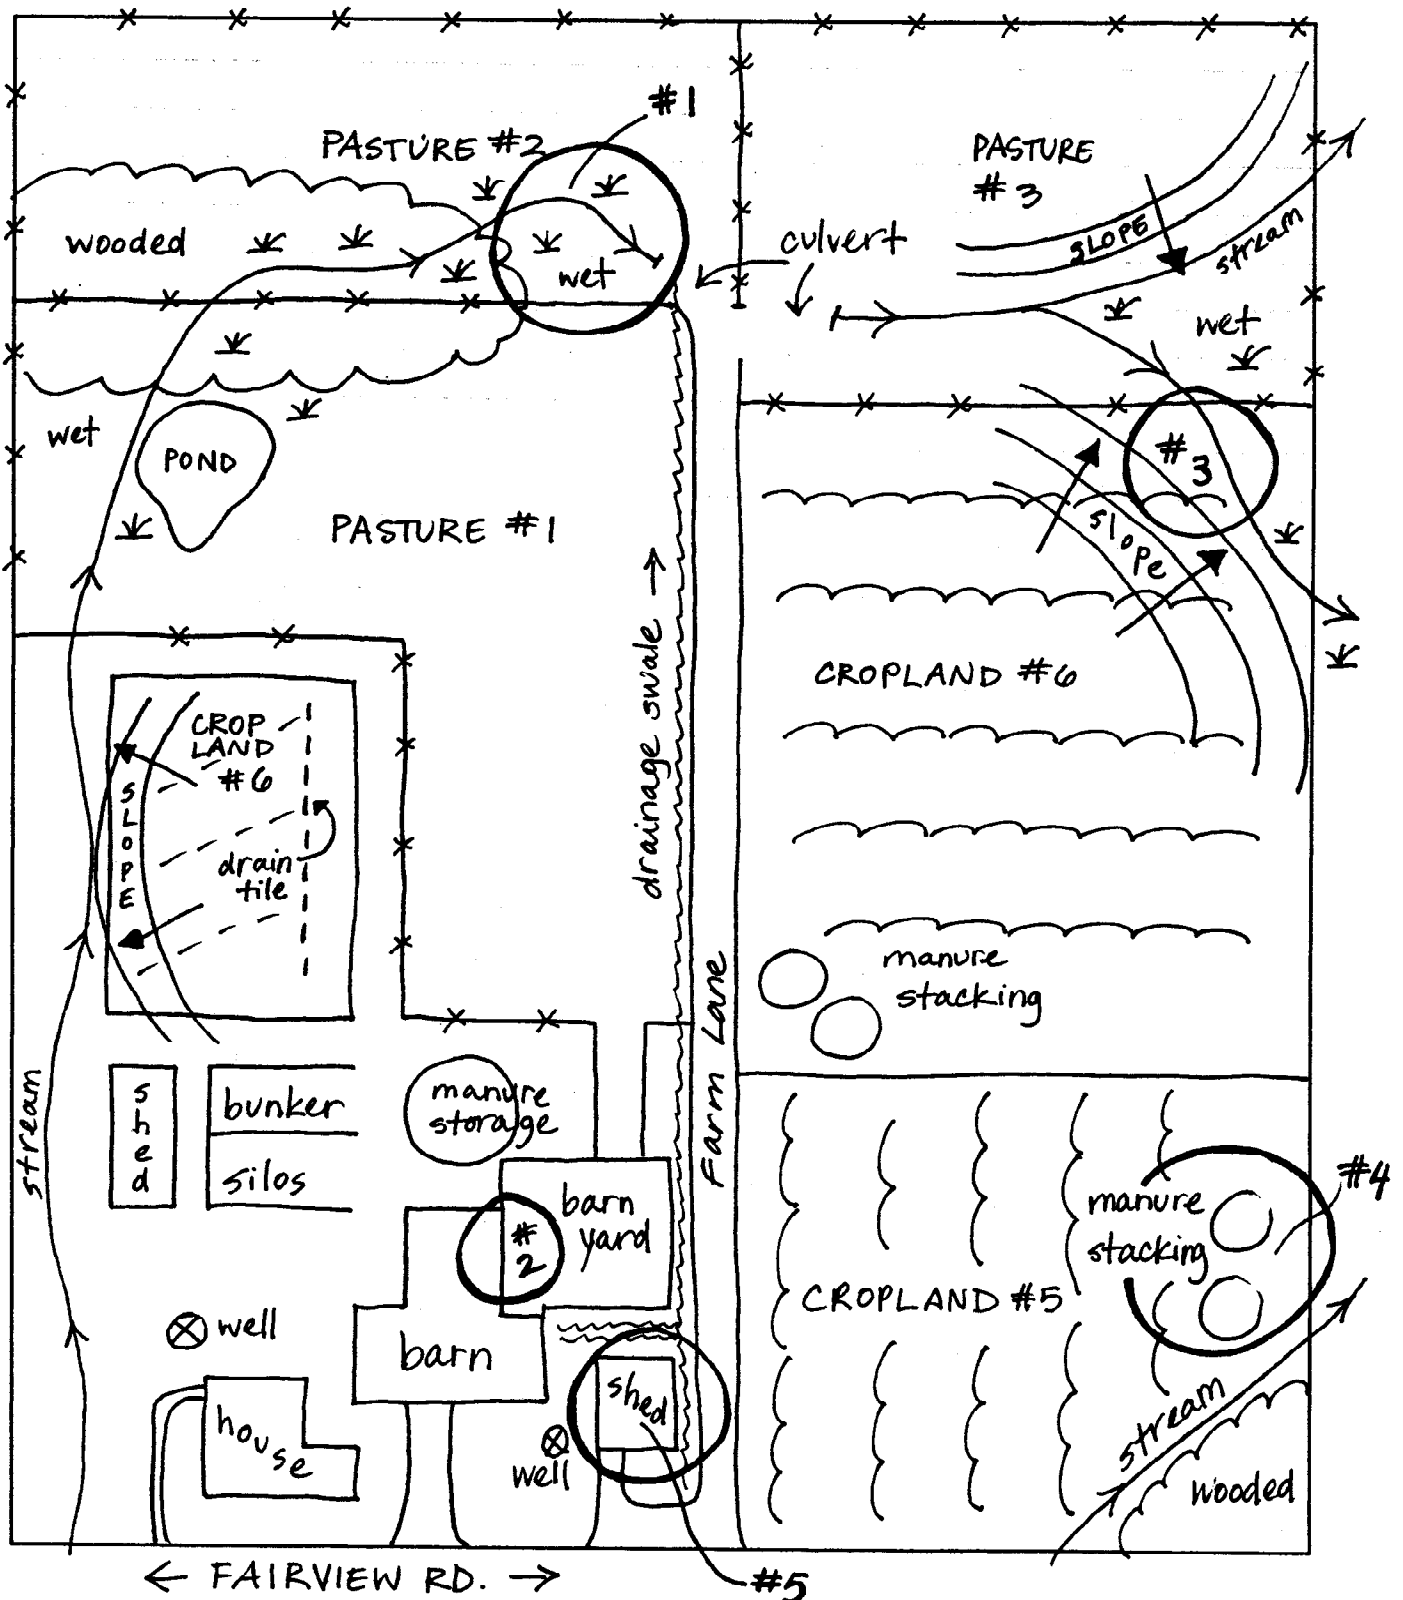 #1
PASTURE #2
PASTURE
#3
wooded
culvert
SLOPE
stream
wet
wet
wet
POND
#3
PASTURE #1
slope
CROPLAND #6
drainage swale
CROP
LAND
#6
SLOPE
drain
tile
manure
stacking
Farm Lane
stream
shed
bunker
silos
manure
storage
barn
yard
#2
manure
stacking
#4
CROPLAND #5
well
barn
shed
house
well
stream
wooded
← FAIRVIEW RD. →
#5